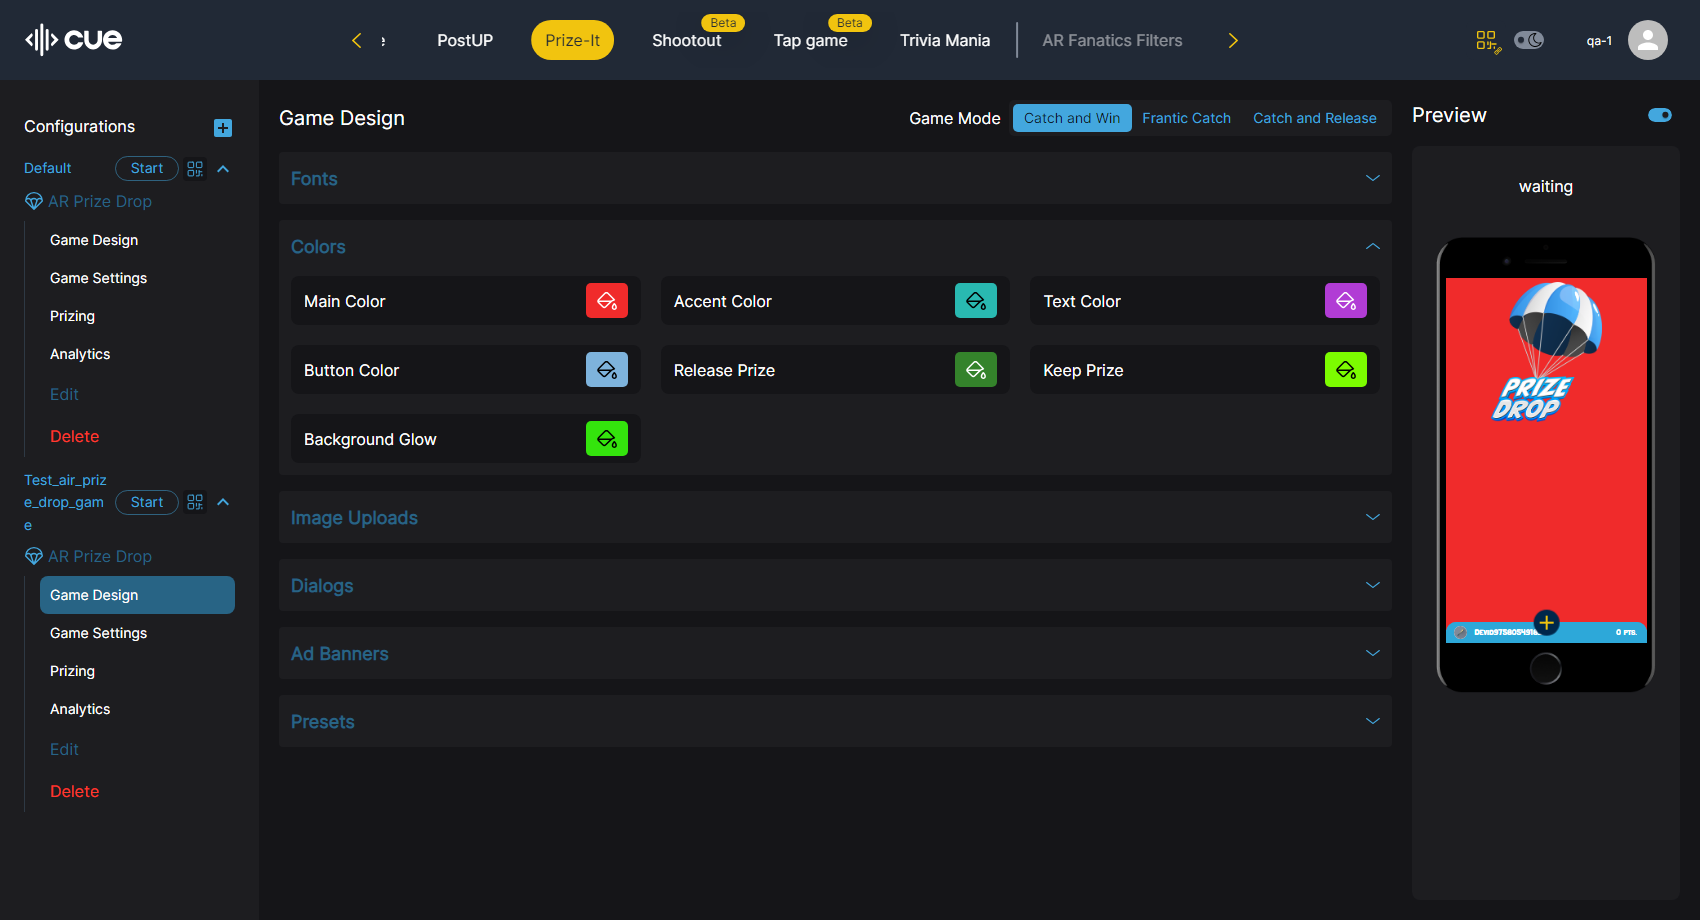 cue
PostUP
Prize-It
Shootout
Beta
Tap game
Beta
Trivia Mania
AR Fanatics Filters
qa-1
Configurations
Default
Start
AR Prize Drop
Game Design
Game Settings
Prizing
Analytics
Edit
Delete
Test_air_priz
e_drop_gam
e
Start
AR Prize Drop
Game Design
Game Settings
Prizing
Analytics
Edit
Delete
Game Design
Game Mode
Catch and Win
Frantic Catch
Catch and Release
Fonts
Colors
Main Color
Accent Color
Text Color
Button Color
Release Prize
Keep Prize
Background Glow
Image Uploads
Dialogs
Ad Banners
Presets
Preview
waiting
PRIZE
DROP
0 PTS.